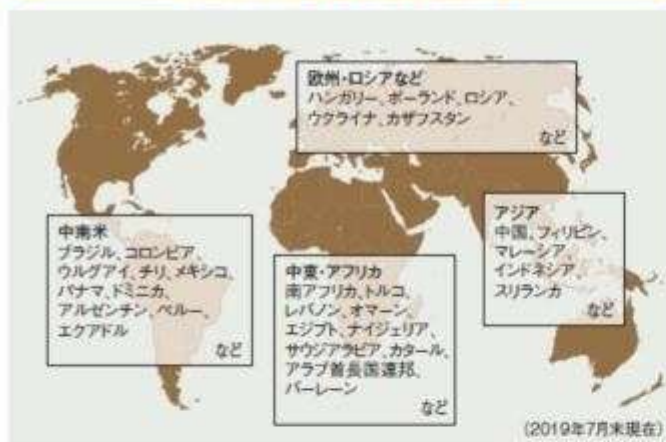 欧州・ロシアなど
ハンガリー、ポーランド、ロシア、
ウクライナ、カザフスタン
など
アジア
中国、フィリピン、
マレーシア
インドネシア、
スリランカ
など
中南米
ブラジル、コロンビア、
ウルグアイ、チリ、メキシコ、
パナマ、ドミニカ、
アルゼンチン、ペルー、
エクアドル
など
中東・アフリカ
南アフリカ、トルコ、
レバノン、オマーン、
エジプト、ナイジェリア、
サウジアラビア、カタール、
アラブ首長国連邦、
バーレーン
など
(2019年7月末現在)